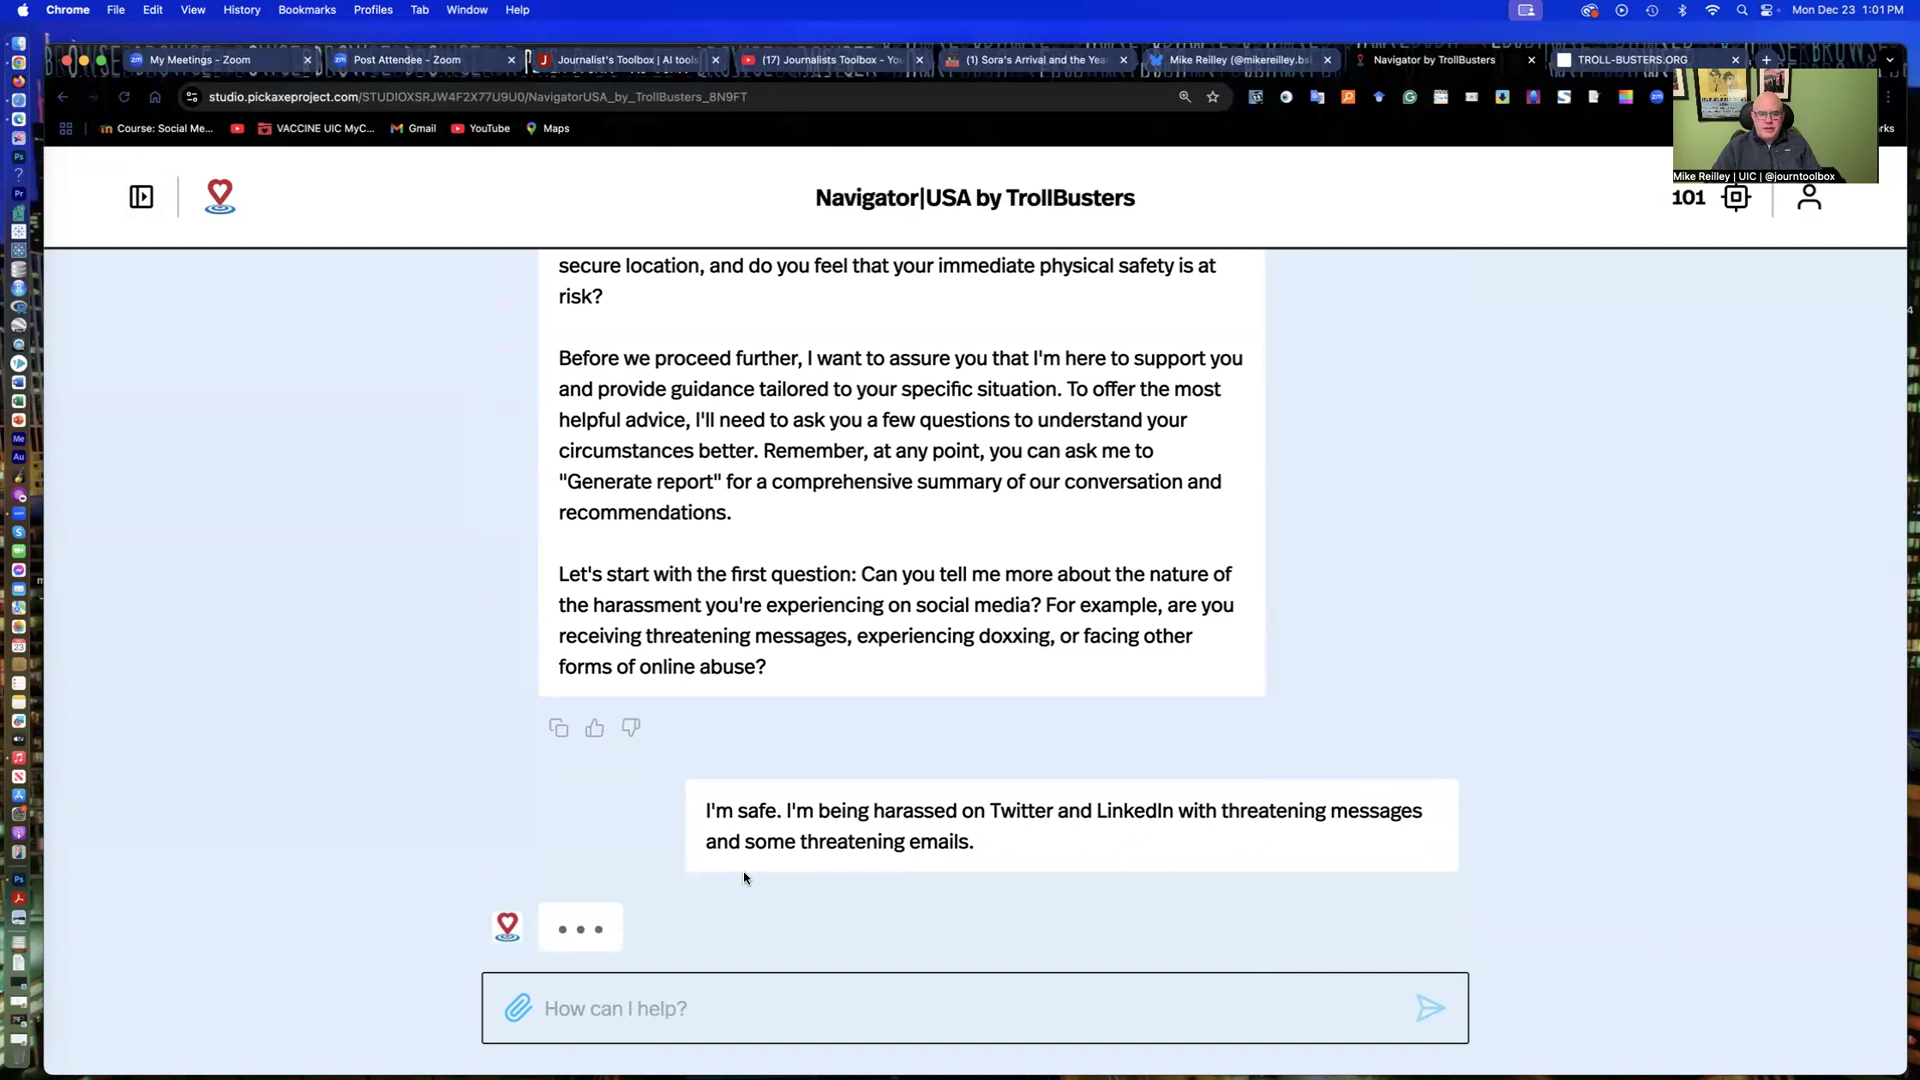 Chrome File Edit View History Bookmarks Profiles Tab Window Help Mon Dec 23 1:01 PM
My Meetings - Zoom Post Attendee - Zoom Journalist's Toolbox | AI tools (17) Journalists Toolbox - You (1) Sora's Arrival and the Yea Mike Reilley (@mikereilley.bs Navigator by TrollBusters TROLL-BUSTERS.ORG
studio.pickaxeproject.com/STUDIOXSRJW4F2X77U9U0/NavigatorUSA_by_TrollBusters_8N9FT
Course: Social Me... VACCINE UIC MyC... Gmail YouTube Maps
Mike Reilley | UIC | @journtoolbox
Navigator|USA by TrollBusters
101
secure location, and do you feel that your immediate physical safety is at
risk?
Before we proceed further, I want to assure you that I'm here to support you
and provide guidance tailored to your specific situation. To offer the most
helpful advice, I'll need to ask you a few questions to understand your
circumstances better. Remember, at any point, you can ask me to
"Generate report" for a comprehensive summary of our conversation and
recommendations.
Let's start with the first question: Can you tell me more about the nature of
the harassment you're experiencing on social media? For example, are you
receiving threatening messages, experiencing doxxing, or facing other
forms of online abuse?
I'm safe. I'm being harassed on Twitter and LinkedIn with threatening messages
and some threatening emails.
How can I help?